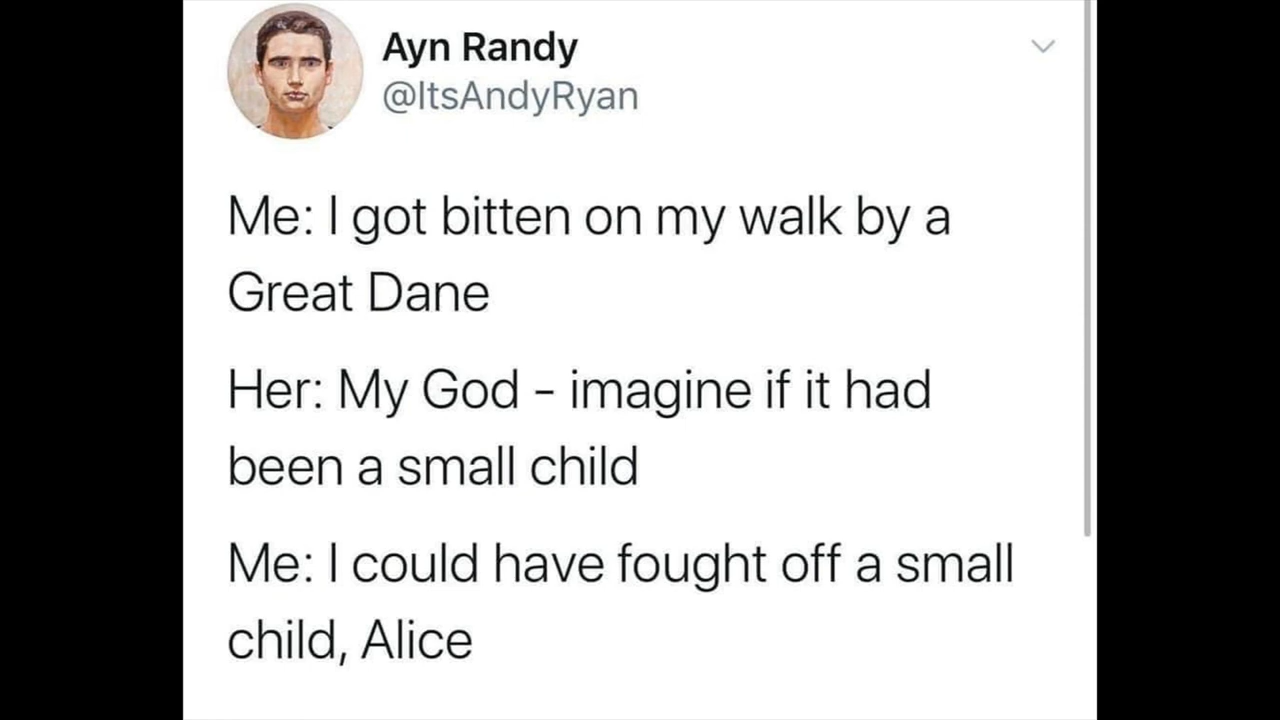 Ayn Randy
@ItsAndyRyan
Me: I got bitten on my walk by a
Great Dane
Her: My God - imagine if it had
been a small child
Me: I could have fought off a small
child, Alice